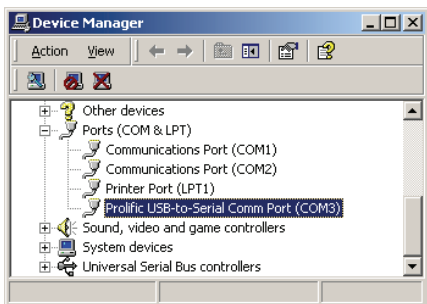 Device Manager
Action View
Other devices
Ports (COM & LPT)
Communications Port (COM1)
Communications Port (COM2)
Printer Port (LPT1)
Prolific USB-to-Serial Comm Port (COM3)
Sound, video and game controllers
System devices
Universal Serial Bus controllers